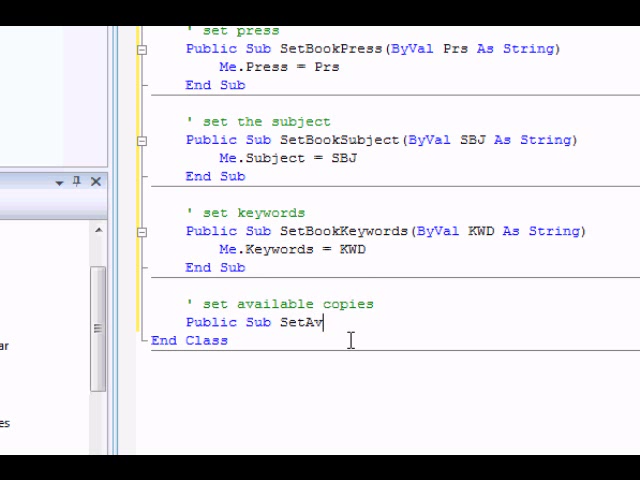 ' set press
Public Sub SetBookPress(ByVal Prs As String)
Me.Press = Prs
End Sub
' set the subject
Public Sub SetBookSubject(ByVal SBJ As String)
Me.Subject = SBJ
End Sub
' set keywords
Public Sub SetBookKeywords(ByVal KWD As String)
Me.Keywords = KWD
End Sub
' set available copies
Public Sub SetAv
End Class
ar
es